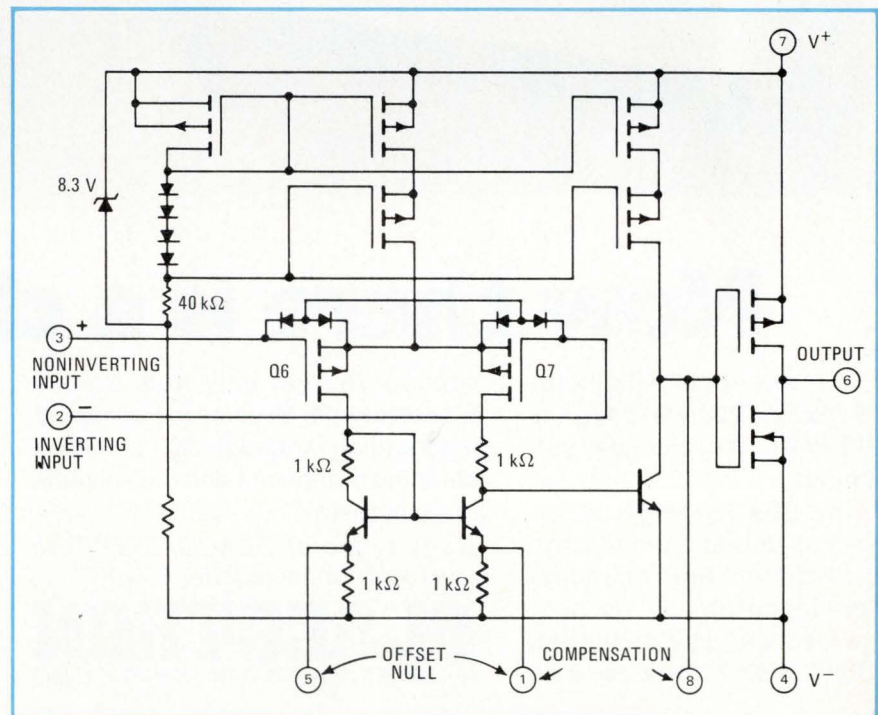 7 V+
8.3 V
40 kΩ
3 +
NONINVERTING
INPUT
Q6
Q7
OUTPUT
6
2 −
INVERTING
INPUT
1 kΩ
1 kΩ
1 kΩ
1 kΩ
OFFSET
NULL
COMPENSATION
5
1
8
4
V−